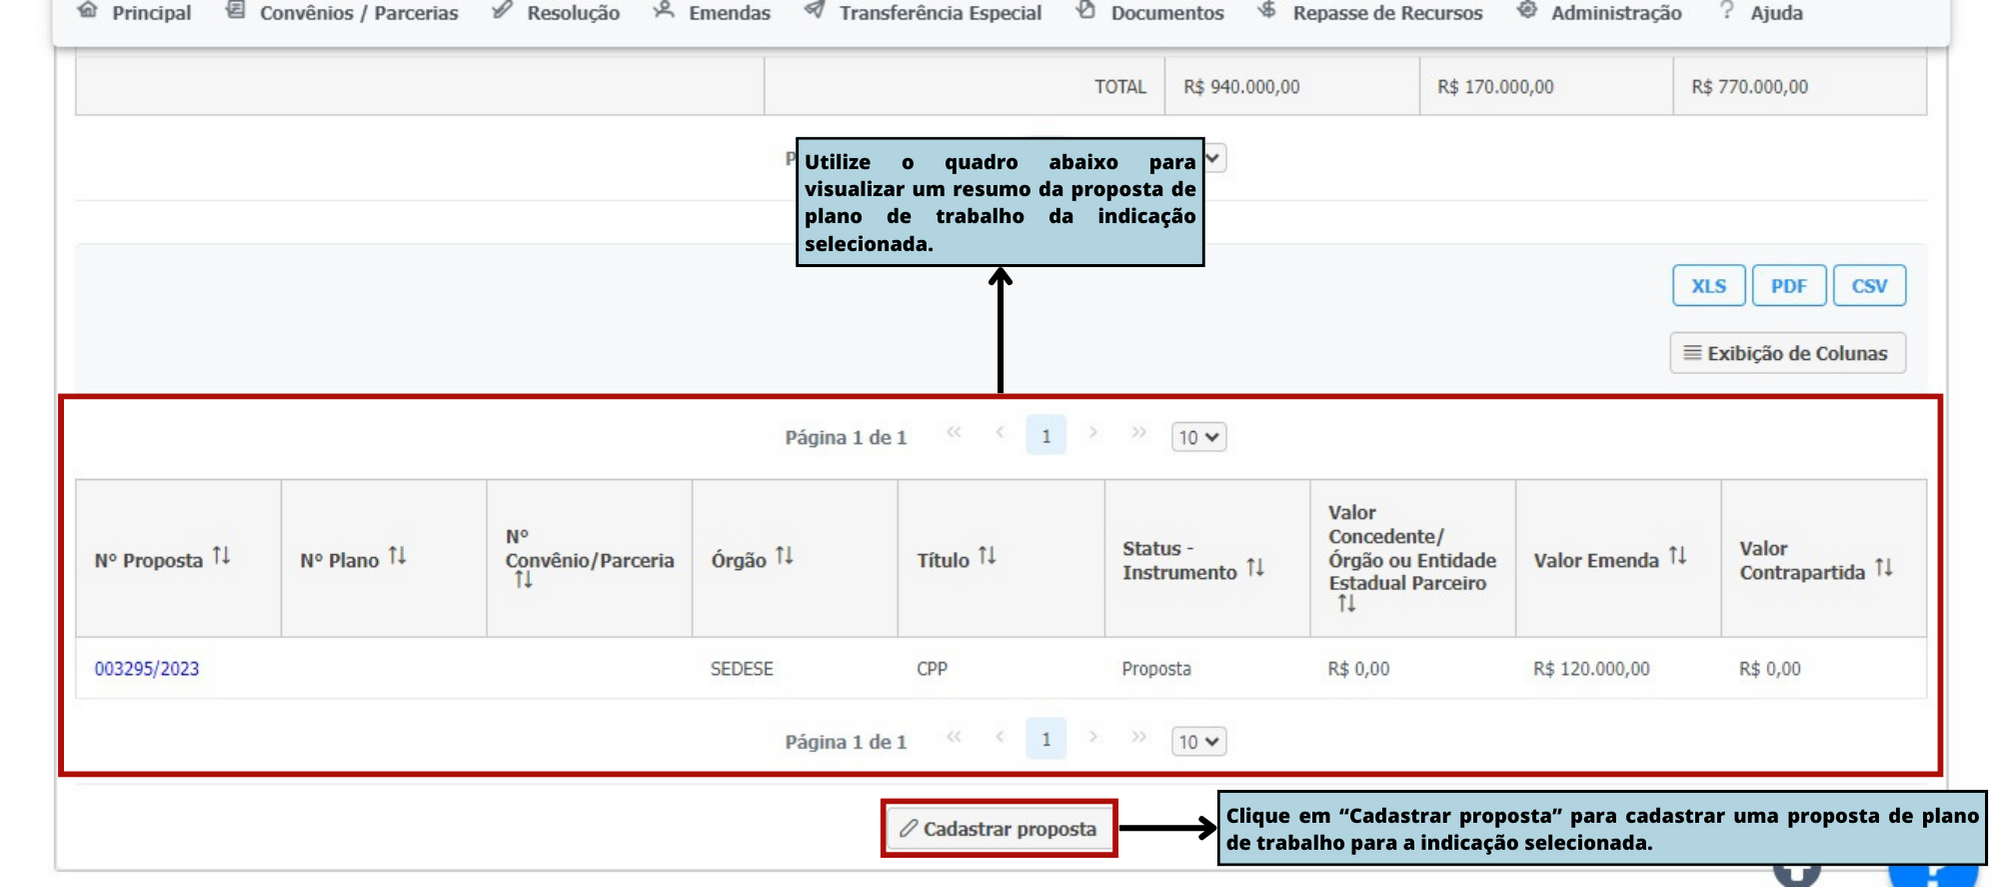 Principal Convênios / Parcerias Resolução Emendas Transferência Especial Documentos Repasse de Recursos Administração ? Ajuda
TOTAL R$ 940.000,00 R$ 170.000,00 R$ 770.000,00
P
Utilize o quadro abaixo para
visualizar um resumo da proposta de
plano de trabalho da indicação
selecionada.
XLS PDF CSV
Exibição de Colunas
Página 1 de 1 << < 1 > >> 10
Nº Proposta ↑↓
Nº Plano ↑↓
Nº
Convênio/Parceria
↑↓
Órgão ↑↓
Título ↑↓
Status -
Instrumento ↑↓
Valor
Concedente/
Órgão ou Entidade
Estadual Parceiro
↑↓
Valor Emenda ↑↓
Valor
Contrapartida ↑↓
003295/2023 SEDESE CPP Proposta R$ 0,00 R$ 120.000,00 R$ 0,00
Página 1 de 1 << < 1 > >> 10
Cadastrar proposta
Clique em “Cadastrar proposta” para cadastrar uma proposta de plano
de trabalho para a indicação selecionada.